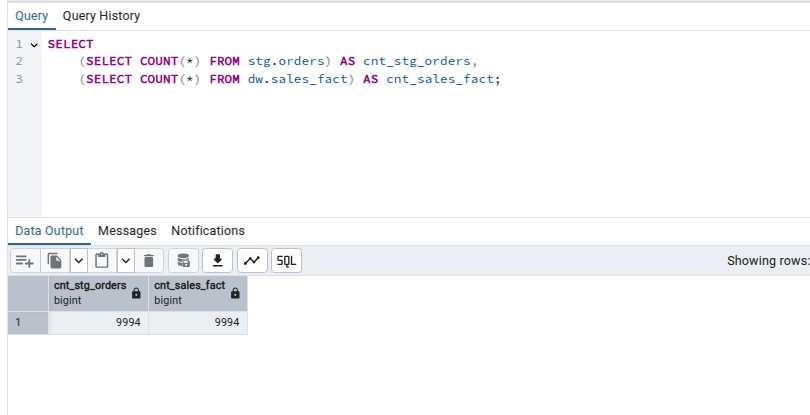 Query Query History
1 SELECT
2 (SELECT COUNT(*) FROM stg.orders) AS cnt_stg_orders,
3 (SELECT COUNT(*) FROM dw.sales_fact) AS cnt_sales_fact;
Data Output Messages Notifications
SQL Showing rows:
cnt_stg_orders cnt_sales_fact
bigint bigint
1 9994 9994